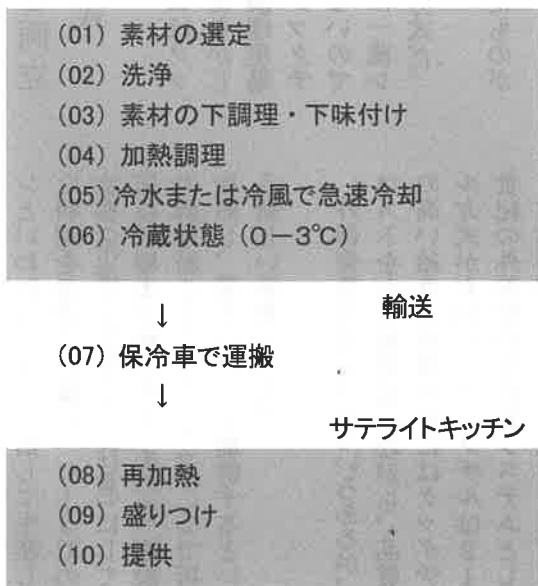 (01) 素材の選定
(02) 洗浄
(03) 素材の下調理・下味付け
(04) 加熱調理
(05) 冷水または冷風で急速冷却
(06) 冷蔵状態 (0－3℃)
↓ 輸送
(07) 保冷車で運搬
↓
サテライトキッチン
(08) 再加熱
(09) 盛りつけ
(10) 提供